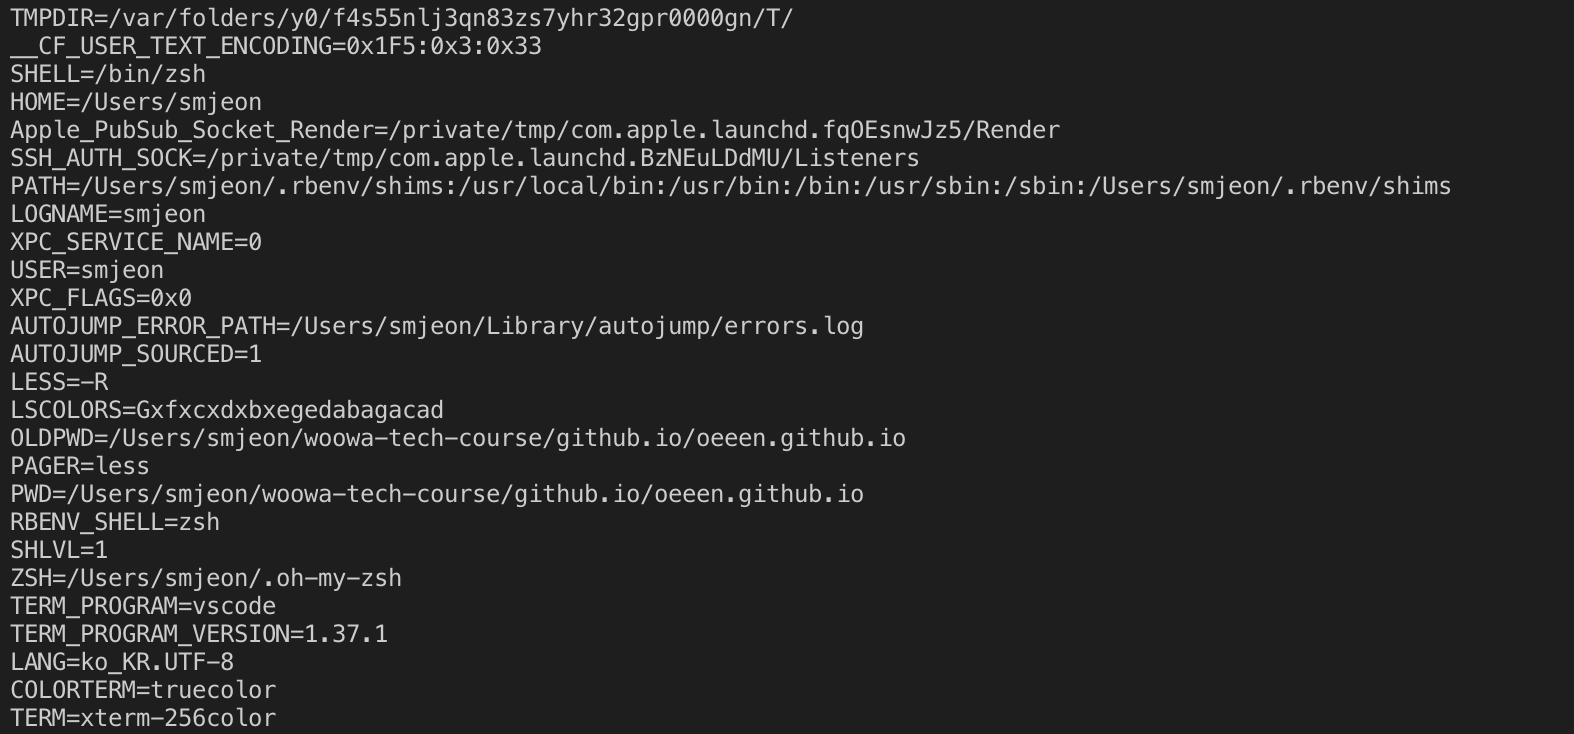 TMPDIR=/var/folders/y0/f4s55nlj3qn83zs7yhr32gpr0000gn/T/
__CF_USER_TEXT_ENCODING=0x1F5:0x3:0x33
SHELL=/bin/zsh
HOME=/Users/smjeon
Apple_PubSub_Socket_Render=/private/tmp/com.apple.launchd.fqOEsnwJz5/Render
SSH_AUTH_SOCK=/private/tmp/com.apple.launchd.BzNEuLDdMU/Listeners
PATH=/Users/smjeon/.rbenv/shims:/usr/local/bin:/usr/bin:/bin:/usr/sbin:/sbin:/Users/smjeon/.rbenv/shims
LOGNAME=smjeon
XPC_SERVICE_NAME=0
USER=smjeon
XPC_FLAGS=0x0
AUTOJUMP_ERROR_PATH=/Users/smjeon/Library/autojump/errors.log
AUTOJUMP_SOURCED=1
LESS=-R
LSCOLORS=Gxfxcxdxbxegedabagacad
OLDPWD=/Users/smjeon/woowa-tech-course/github.io/oeeen.github.io
PAGER=less
PWD=/Users/smjeon/woowa-tech-course/github.io/oeeen.github.io
RBENV_SHELL=zsh
SHLVL=1
ZSH=/Users/smjeon/.oh-my-zsh
TERM_PROGRAM=vscode
TERM_PROGRAM_VERSION=1.37.1
LANG=ko_KR.UTF-8
COLORTERM=truecolor
TERM=xterm-256color